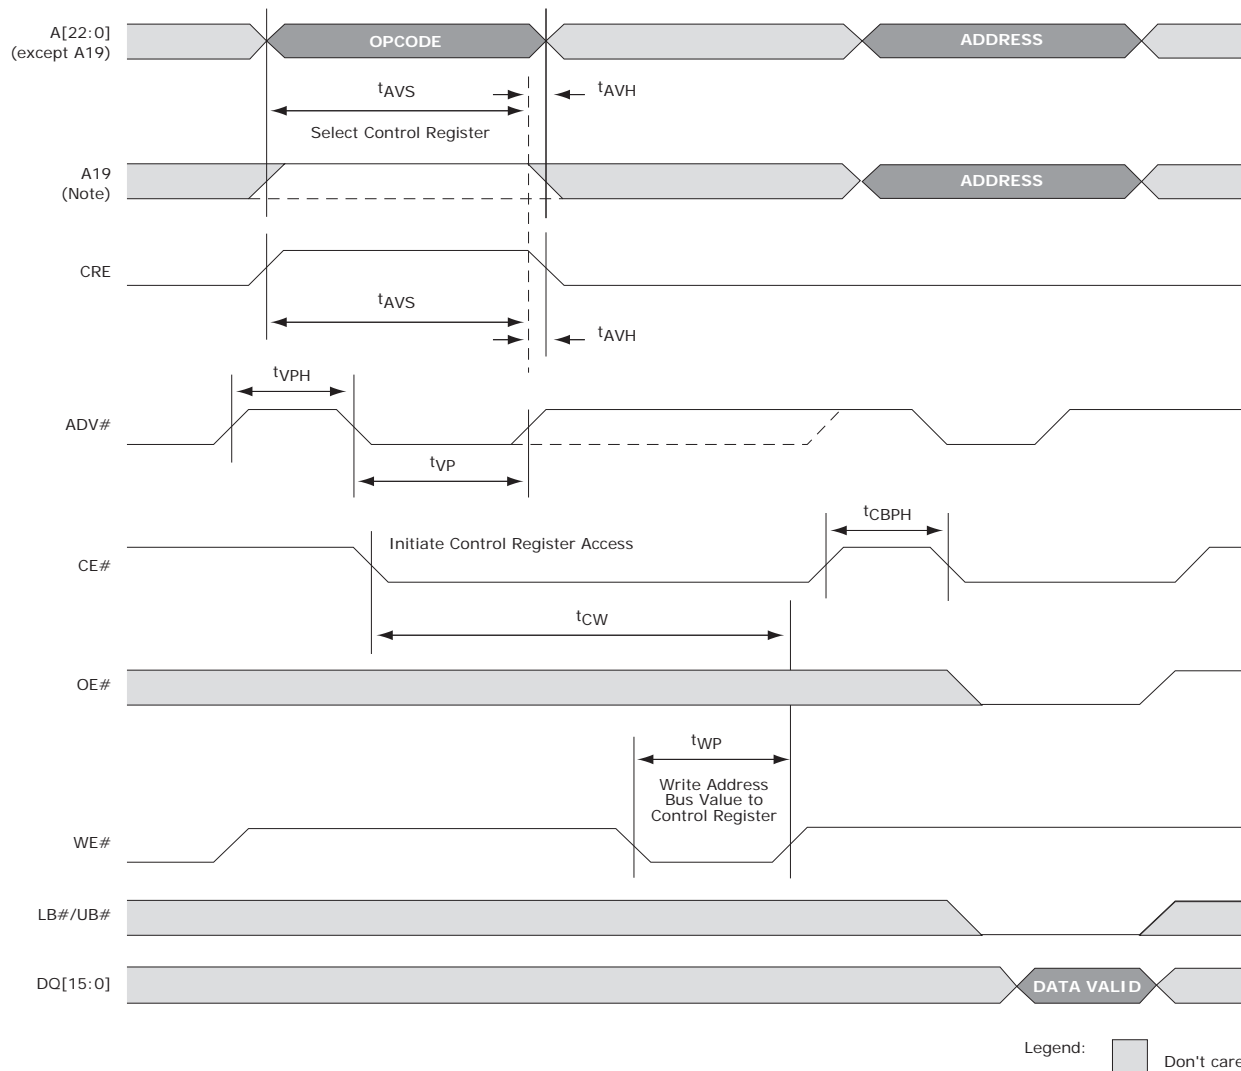 A[22:0]
(except A19)
OPCODE
ADDRESS
tAVS
tAVH
Select Control Register
A19
(Note)
ADDRESS
CRE
tAVS
tAVH
tVPH
ADV#
tVP
tCBPH
Initiate Control Register Access
CE#
tCW
OE#
tWP
Write Address
Bus Value to
Control Register
WE#
LB#/UB#
DQ[15:0]
DATA VALID
Legend:
Don't care